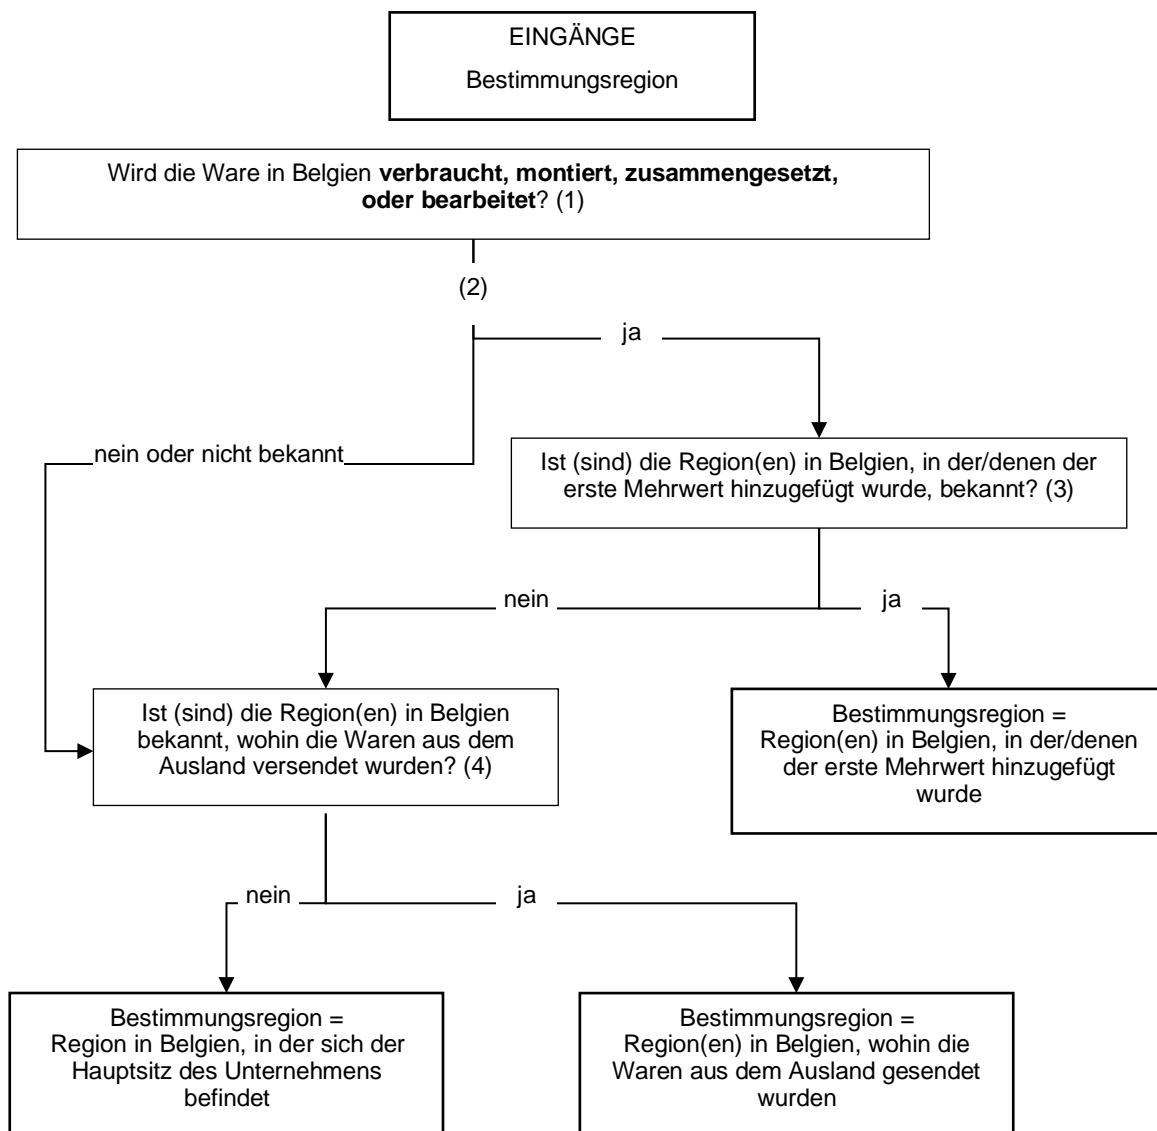 EINGÄNGE
Bestimmungsregion
Wird die Ware in Belgien verbraucht, montiert, zusammengesetzt,
oder bearbeitet? (1)
(2)
ja
nein oder nicht bekannt
Ist (sind) die Region(en) in Belgien, in der/denen der
erste Mehrwert hinzugefügt wurde, bekannt? (3)
nein
ja
Ist (sind) die Region(en) in Belgien
bekannt, wohin die Waren aus dem
Ausland versendet wurden? (4)
Bestimmungsregion =
Region(en) in Belgien, in der/denen
der erste Mehrwert hinzugefügt
wurde
nein
ja
Bestimmungsregion =
Region in Belgien, in der sich der
Hauptsitz des Unternehmens
befindet
Bestimmungsregion =
Region(en) in Belgien, wohin die
Waren aus dem Ausland gesendet
wurden